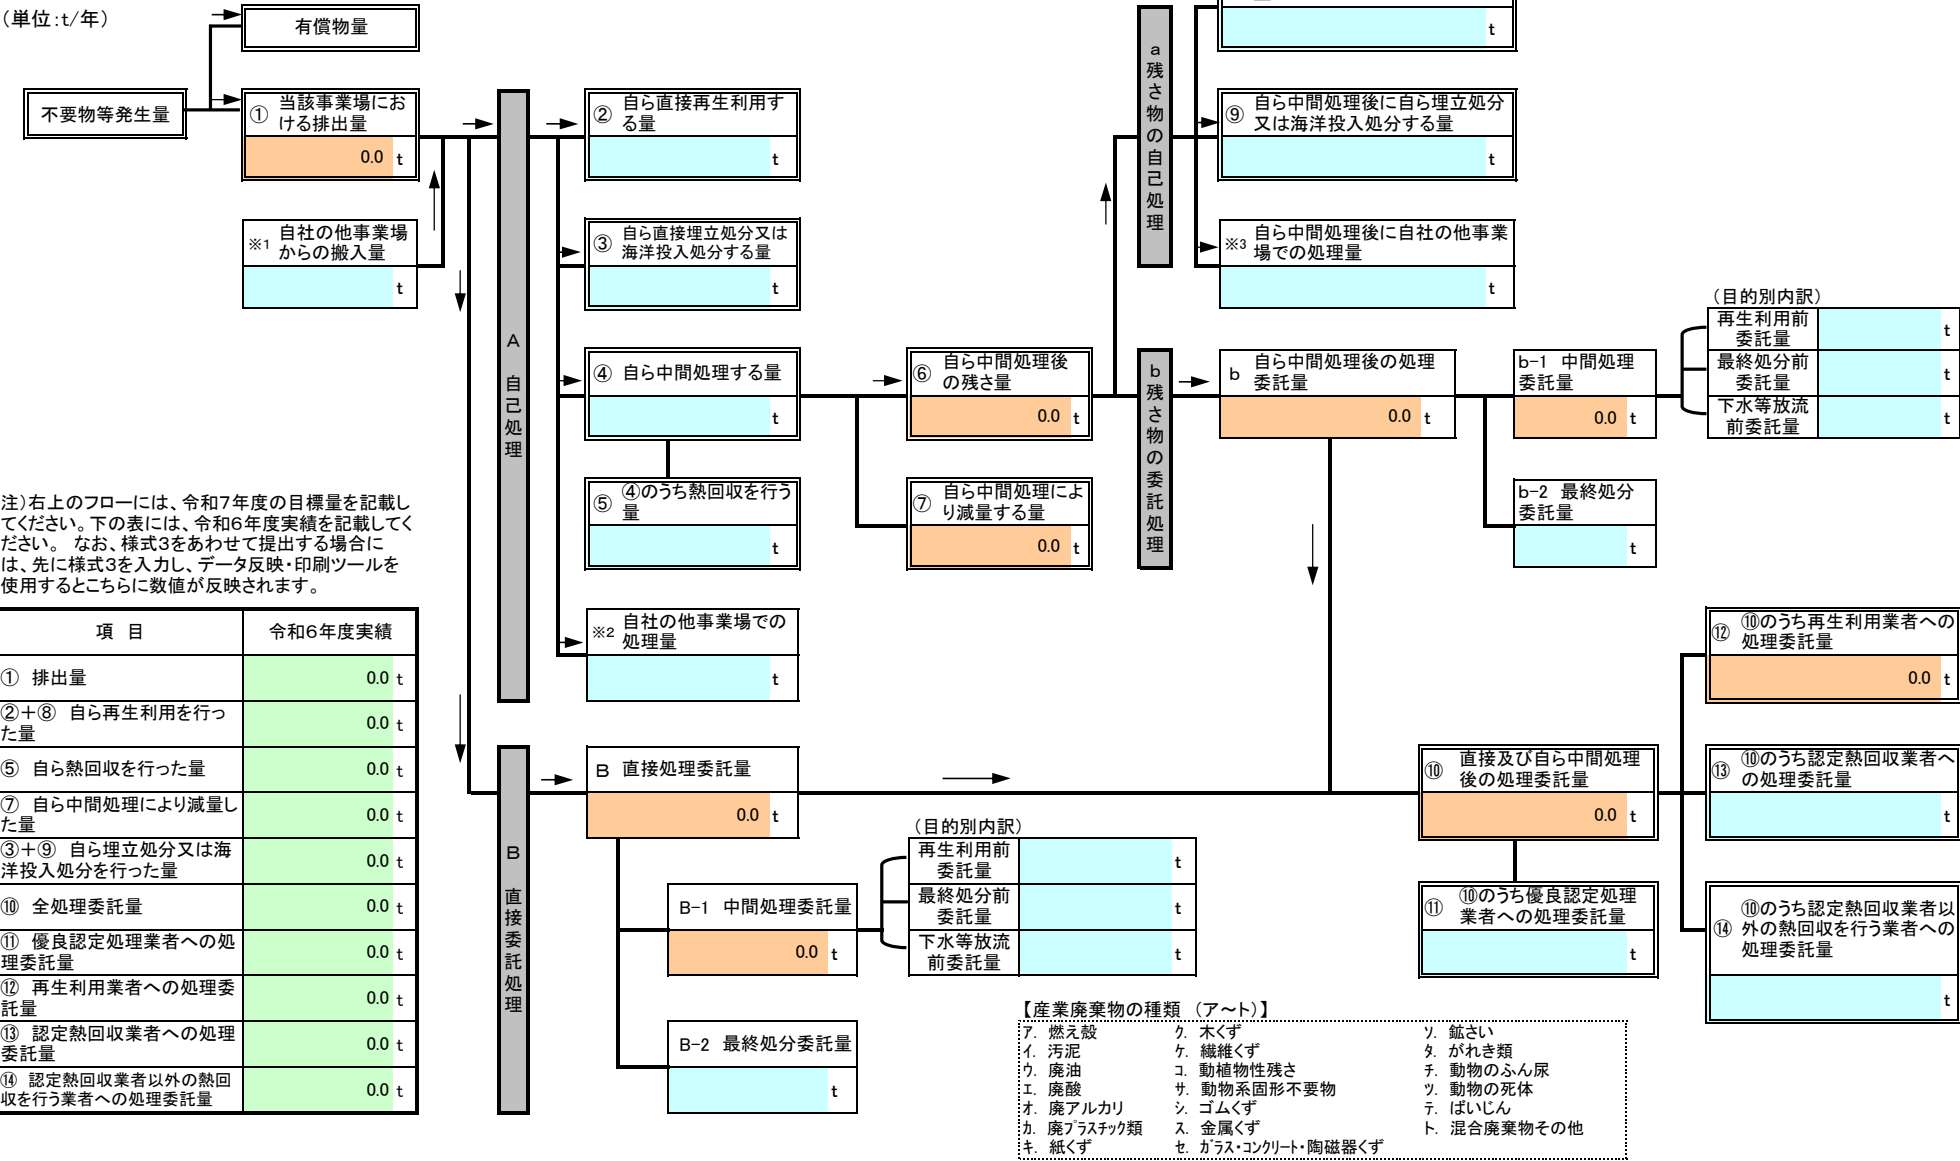 （単位：t/年）
有償物量
不要物等発生量
① 当該事業場にお
ける排出量
0.0 t
※1 自社の他事業場
からの搬入量
t
A 自己処理
② 自ら直接再生利用す
る量
t
③ 自ら直接埋立処分又は
海洋投入処分する量
t
④ 自ら中間処理する量
t
⑤ ④のうち熱回収を行う
量
t
※2 自社の他事業場での
処理量
t
⑥ 自ら中間処理後
の残さ量
0.0 t
⑦ 自ら中間処理によ
り減量する量
0.0 t
a 残さ物の自己処理
t
⑨ 自ら中間処理後に自ら埋立処分
又は海洋投入処分する量
t
※3 自ら中間処理後に自社の他事業
場での処理量
t
b 残さ物の委託処理
b 自ら中間処理後の処理
委託量
0.0 t
b-1 中間処理
委託量
0.0 t
b-2 最終処分
委託量
t
（目的別内訳）
再生利用前
委託量
t
最終処分前
委託量
t
下水等放流
前委託量
t
注）右上のフローには、令和７年度の目標量を記載し
てください。下の表には、令和６年度実績を記載してく
ださい。 なお、様式３をあわせて提出する場合に
は、先に様式３を入力し、データ反映・印刷ツールを
使用するとこちらに数値が反映されます。
項 目 令和６年度実績
① 排出量 0.0 t
②＋⑧ 自ら再生利用を行っ
た量 0.0 t
⑤ 自ら熱回収を行った量 0.0 t
⑦ 自ら中間処理により減量し
た量 0.0 t
③＋⑨ 自ら埋立処分又は海
洋投入処分を行った量 0.0 t
⑩ 全処理委託量 0.0 t
⑪ 優良認定処理業者への処
理委託量 0.0 t
⑫ 再生利用業者への処理委
託量 0.0 t
⑬ 認定熱回収業者への処理
委託量 0.0 t
⑭ 認定熱回収業者以外の熱回
収を行う業者への処理委託量 0.0 t
B 直接委託処理
B 直接処理委託量
0.0 t
B-1 中間処理委託量
0.0 t
B-2 最終処分委託量
t
（目的別内訳）
再生利用前
委託量
t
最終処分前
委託量
t
下水等放流
前委託量
t
⑩ 直接及び自ら中間処理
後の処理委託量
0.0 t
⑪ ⑩のうち優良認定処理
業者への処理委託量
t
⑫ ⑩のうち再生利用業者への
処理委託量
0.0 t
⑬ ⑩のうち認定熱回収業者へ
の処理委託量
t
⑭ ⑩のうち認定熱回収業者以
外の熱回収を行う業者への
処理委託量
t
【産業廃棄物の種類 （ア～ト）】
ｱ. 燃え殻
ｲ. 汚泥
ｳ. 廃油
ｴ. 廃酸
ｵ. 廃アルカリ
ｶ. 廃ﾌﾟﾗｽﾁｯｸ類
ｷ. 紙くず
ｸ. 木くず
ｹ. 繊維くず
ｺ. 動植物性残さ
ｻ. 動物系固形不要物
ｼ. ゴムくず
ｽ. 金属くず
ｾ. ｶﾞﾗｽ・ｺﾝｸﾘｰﾄ・陶磁器くず
ｿ. 鉱さい
ﾀ. がれき類
ﾁ. 動物のふん尿
ﾂ. 動物の死体
ﾃ. ばいじん
ﾄ. 混合廃棄物その他